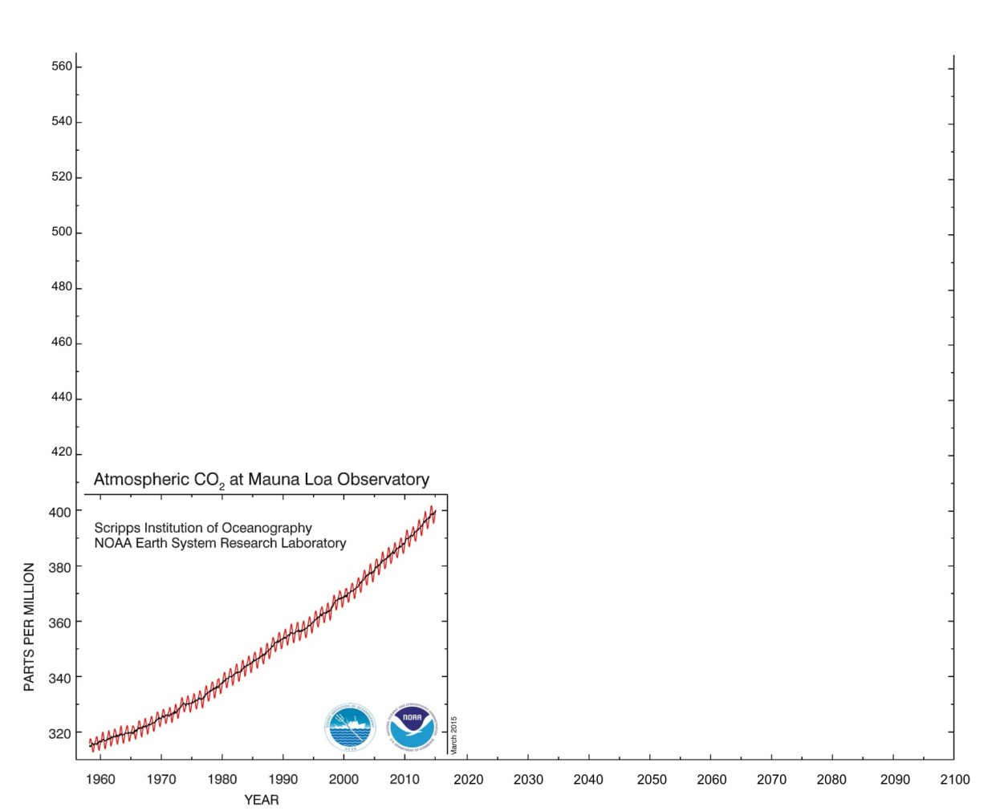 560
540
520
500
480
460
440
420
Atmospheric CO2 at Mauna Loa Observatory
400
Scripps Institution of Oceanography
NOAA Earth System Research Laboratory
380
PARTS PER MILLION
360
340
NOAA
March 2015
320
1960 1970 1980 1990 2000 2010 2020 2030 2040 2050 2060 2070 2080 2090 2100
YEAR